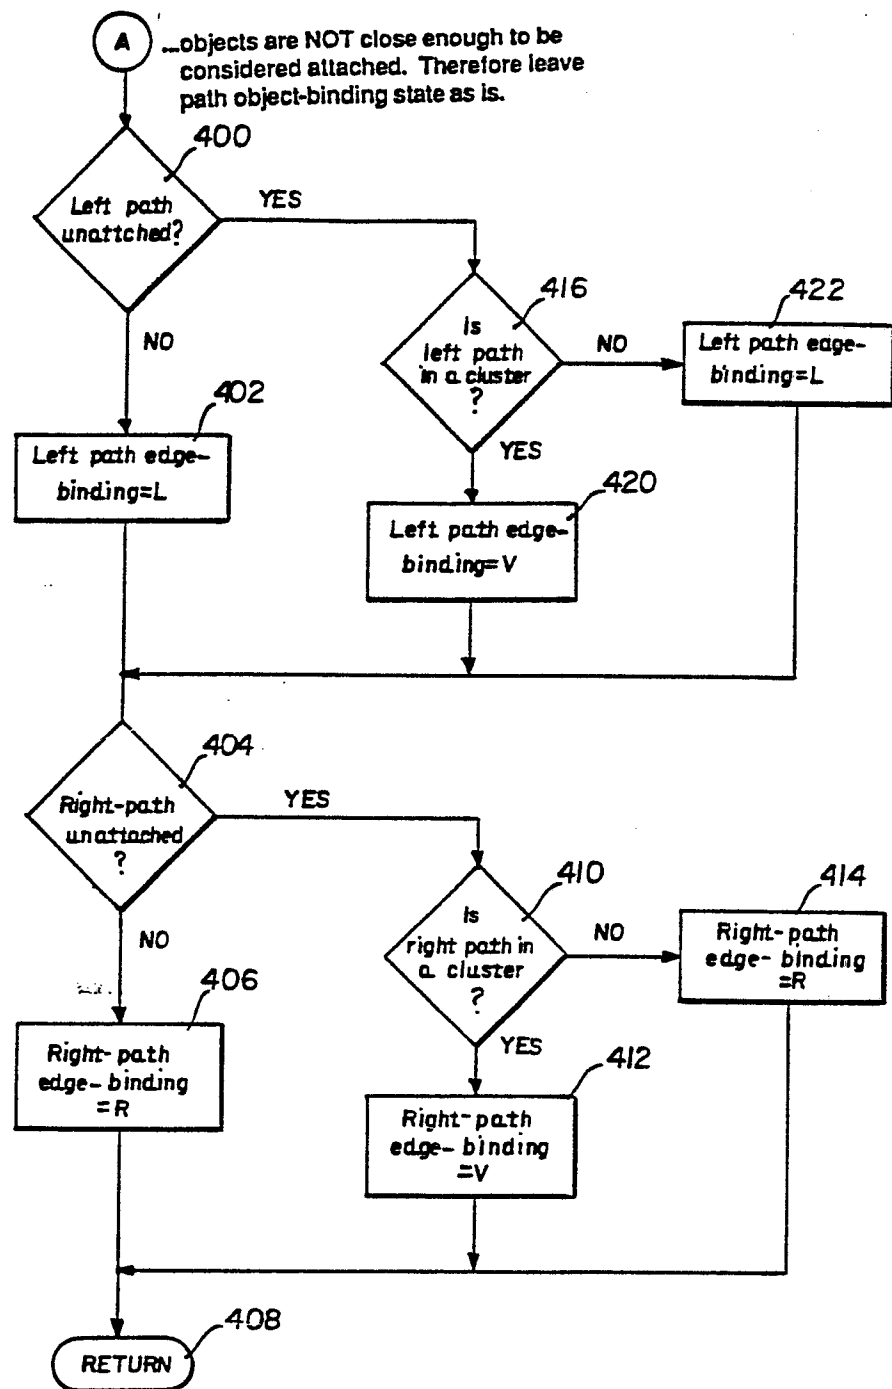 A
...objects are NOT close enough to be
considered attached. Therefore leave
path object-binding state as is.
400
Left path
unattched?
YES
NO
416
Is
left path
in a cluster
?
NO
YES
422
Left path edge-
binding=L
402
Left path edge-
binding=L
420
Left path edge-
binding=V
404
Right-path
unattached
?
YES
NO
410
Is
right path in
a cluster
?
NO
YES
414
Right-path
edge-binding
=R
406
Right-path
edge-binding
=R
412
Right-path
edge-binding
=V
408
RETURN